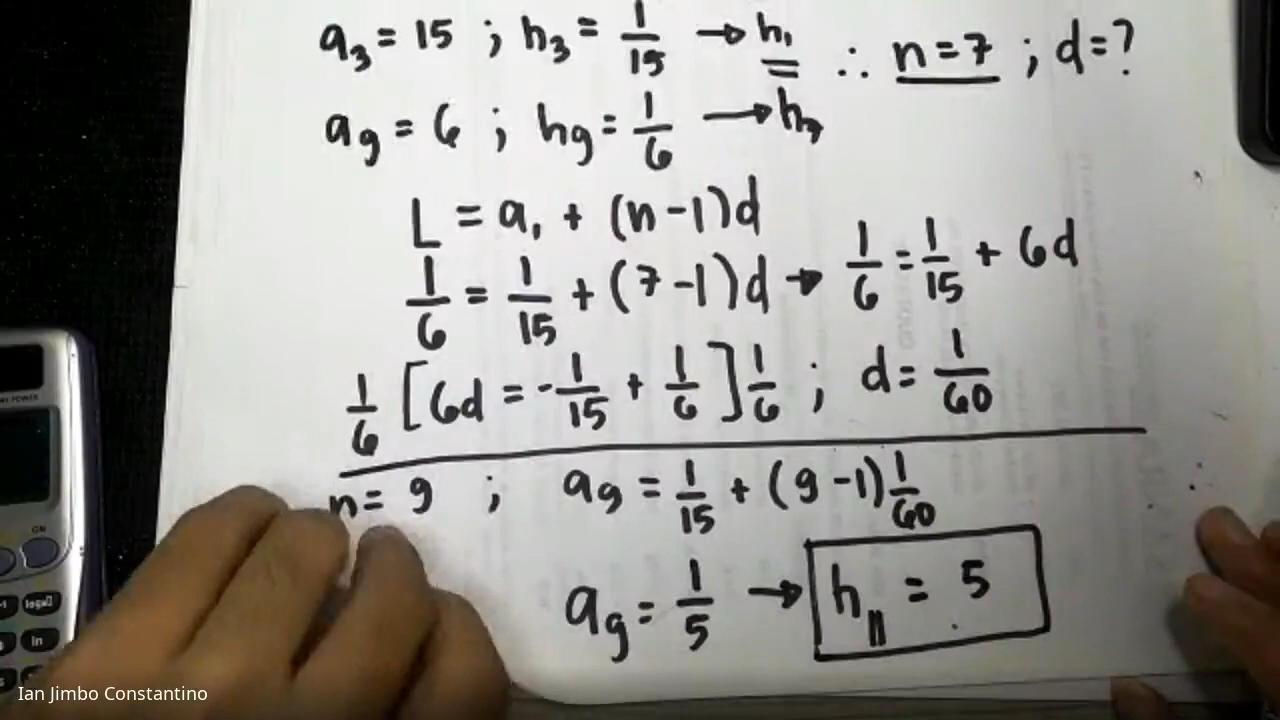 a₃ = 15 ; h₃ = 1/15 → h₁ ∴ n = 7 ; d = ?
a₉ = 6 ; h₉ = 1/6 → h₇
L = a₁ + (n - 1)d
1/6 = 1/15 + (7 - 1)d → 1/6 = 1/15 + 6d
1/6 [6d = - 1/15 + 1/6] 1/6 ; d = 1/60
n = 9 ; a₉ = 1/15 + (9 - 1) 1/60
a₉ = 1/5 → h₁₁ = 5
ln
Ian Jimbo Constantino